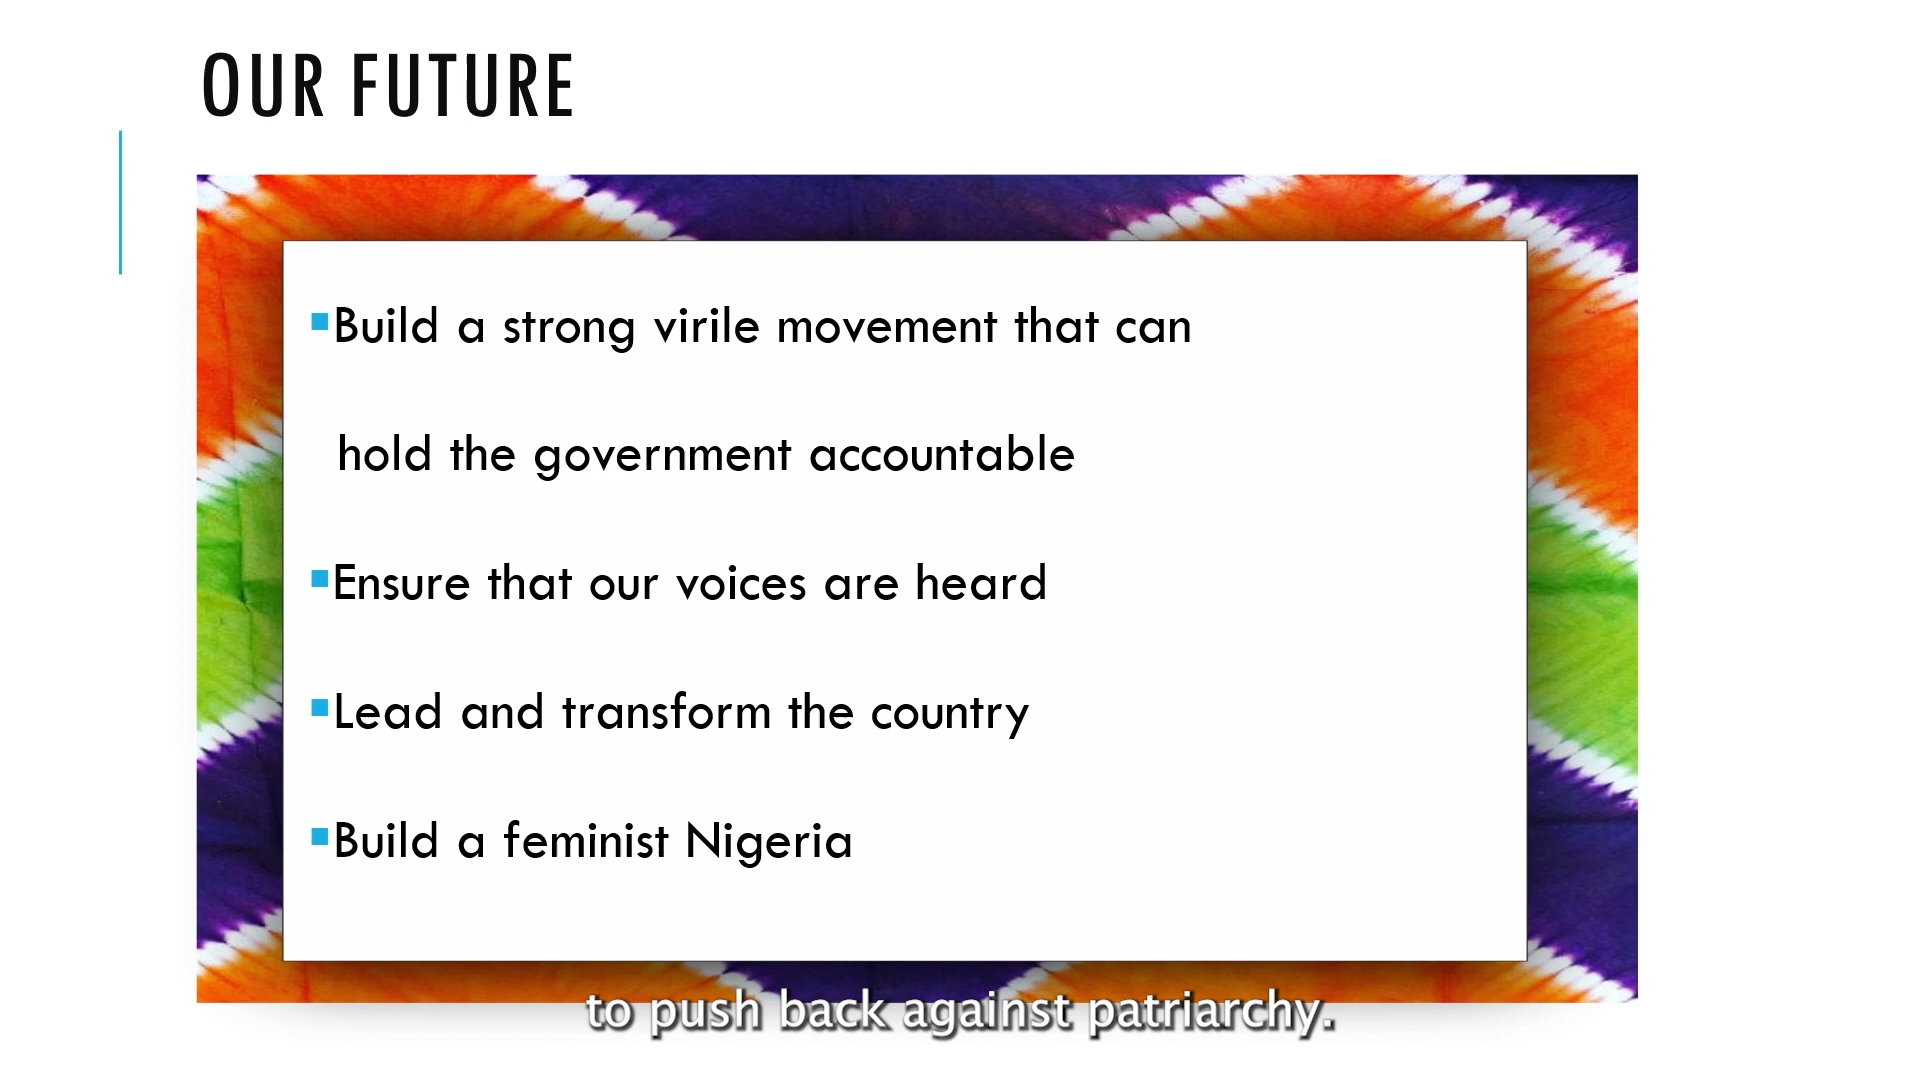 OUR FUTURE
▪Build a strong virile movement that can
hold the government accountable
▪Ensure that our voices are heard
▪Lead and transform the country
▪Build a feminist Nigeria
to push back against patriarchy.